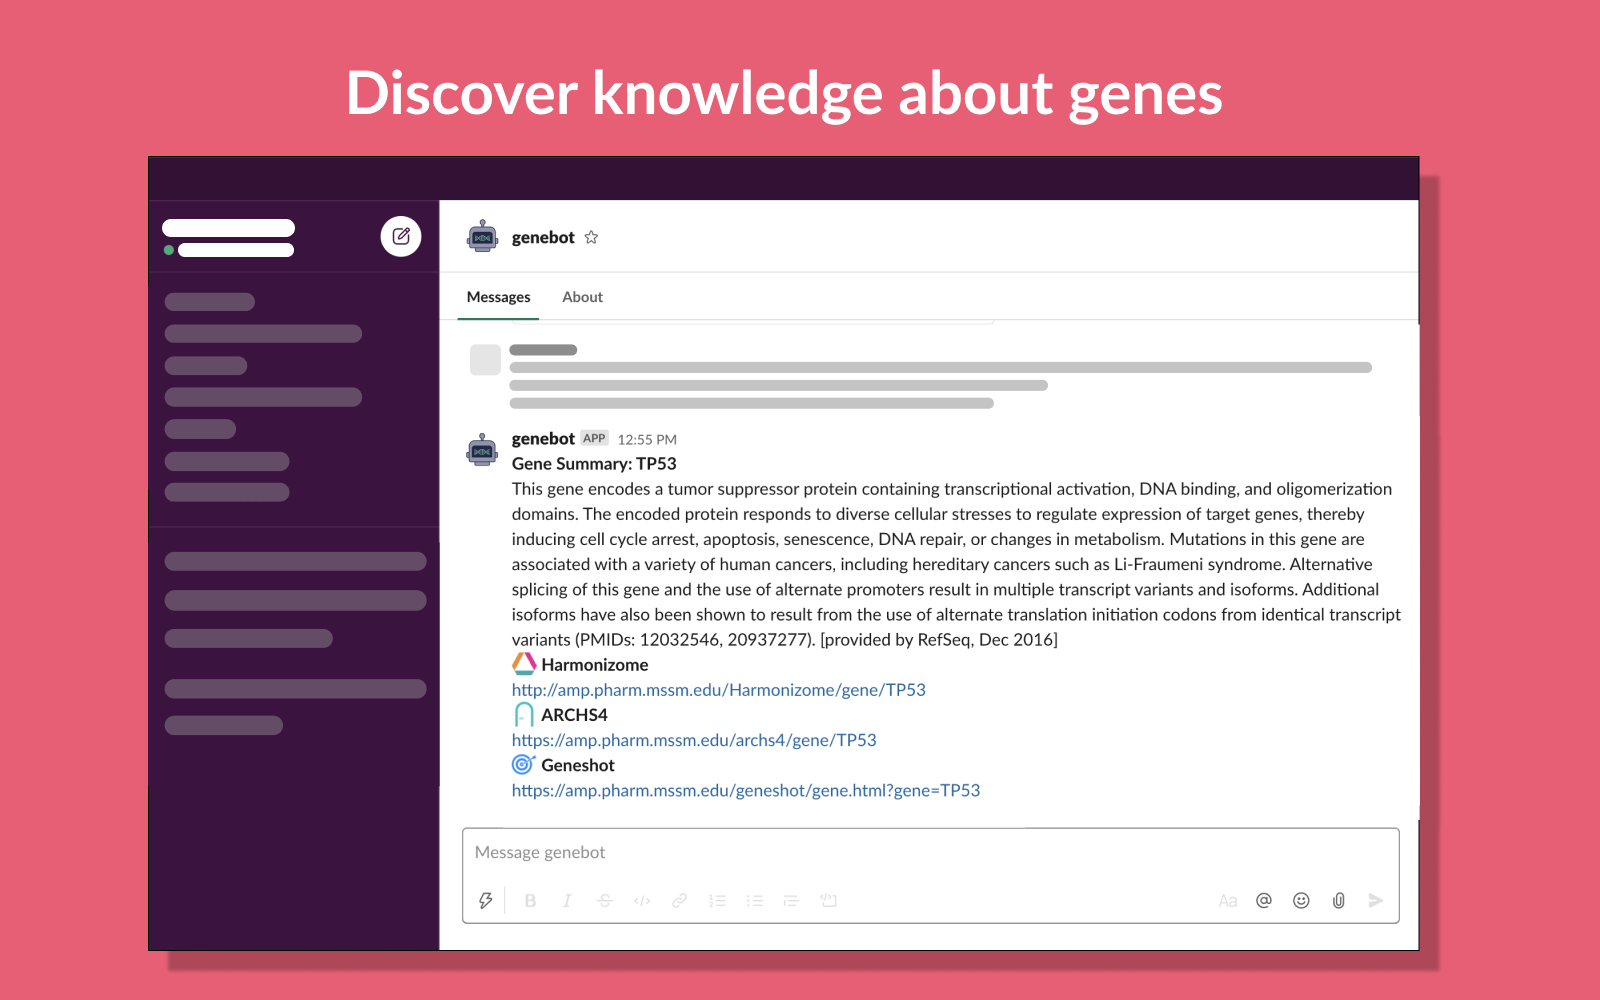 Discover knowledge about genes
genebot
Messages About
genebot APP 12:55 PM
Gene Summary: TP53
This gene encodes a tumor suppressor protein containing transcriptional activation, DNA binding, and oligomerization
domains. The encoded protein responds to diverse cellular stresses to regulate expression of target genes, thereby
inducing cell cycle arrest, apoptosis, senescence, DNA repair, or changes in metabolism. Mutations in this gene are
associated with a variety of human cancers, including hereditary cancers such as Li-Fraumeni syndrome. Alternative
splicing of this gene and the use of alternate promoters result in multiple transcript variants and isoforms. Additional
isoforms have also been shown to result from the use of alternate translation initiation codons from identical transcript
variants (PMIDs: 12032546, 20937277). [provided by RefSeq, Dec 2016]
Harmonizome
http://amp.pharm.mssm.edu/Harmonizome/gene/TP53
ARCHS4
https://amp.pharm.mssm.edu/archs4/gene/TP53
Geneshot
https://amp.pharm.mssm.edu/geneshot/gene.html?gene=TP53
Message genebot
B I S </> Aa @